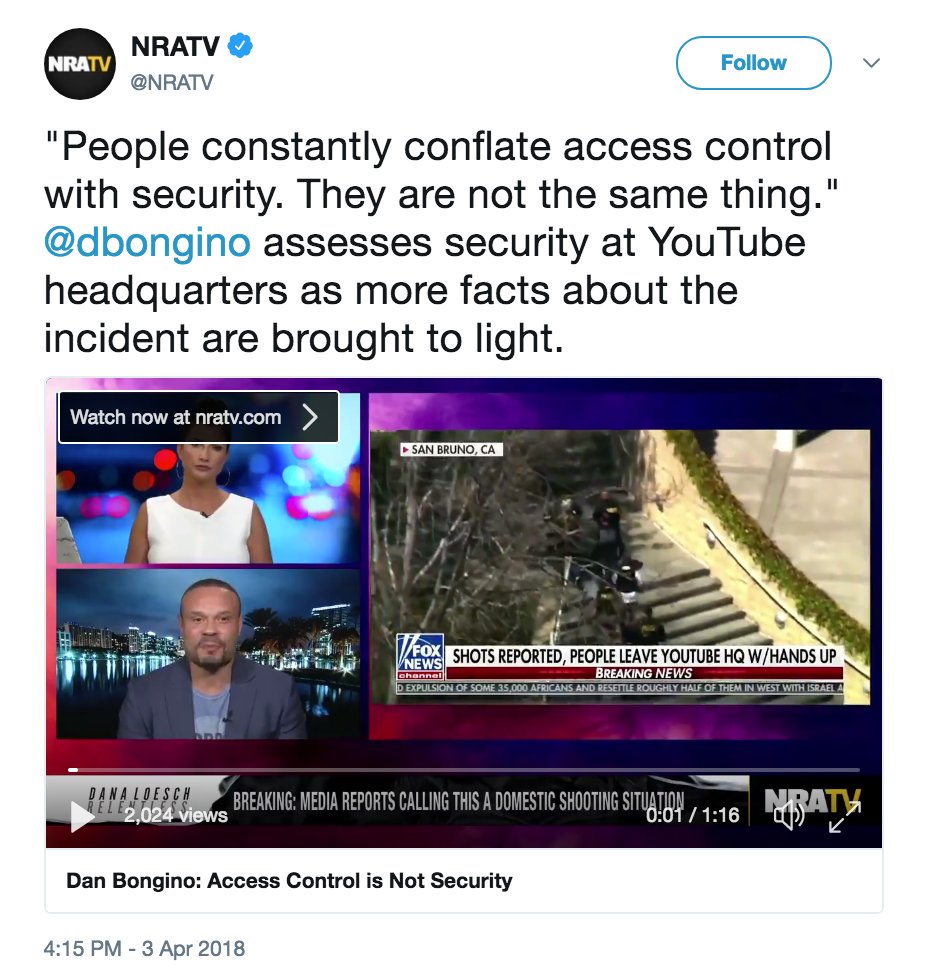 NRATV
NRATV
@NRATV
Follow
"People constantly conflate access control
with security. They are not the same thing."
@dbongino assesses security at YouTube
headquarters as more facts about the
incident are brought to light.
Watch now at nratv.com
SAN BRUNO, CA
FOX
NEWS
channel
SHOTS REPORTED, PEOPLE LEAVE YOUTUBE HQ W/HANDS UP
BREAKING NEWS
D EXPULSION OF SOME 35,000 AFRICANS AND RESETTLE ROUGHLY HALF OF THEM IN WEST WITH ISRAEL A
DANA LOESCH
RELENTLESS
BREAKING: MEDIA REPORTS CALLING THIS A DOMESTIC SHOOTING SITUATION
NRATV
2,024 views
0:01 / 1:16
Dan Bongino: Access Control is Not Security
4:15 PM - 3 Apr 2018